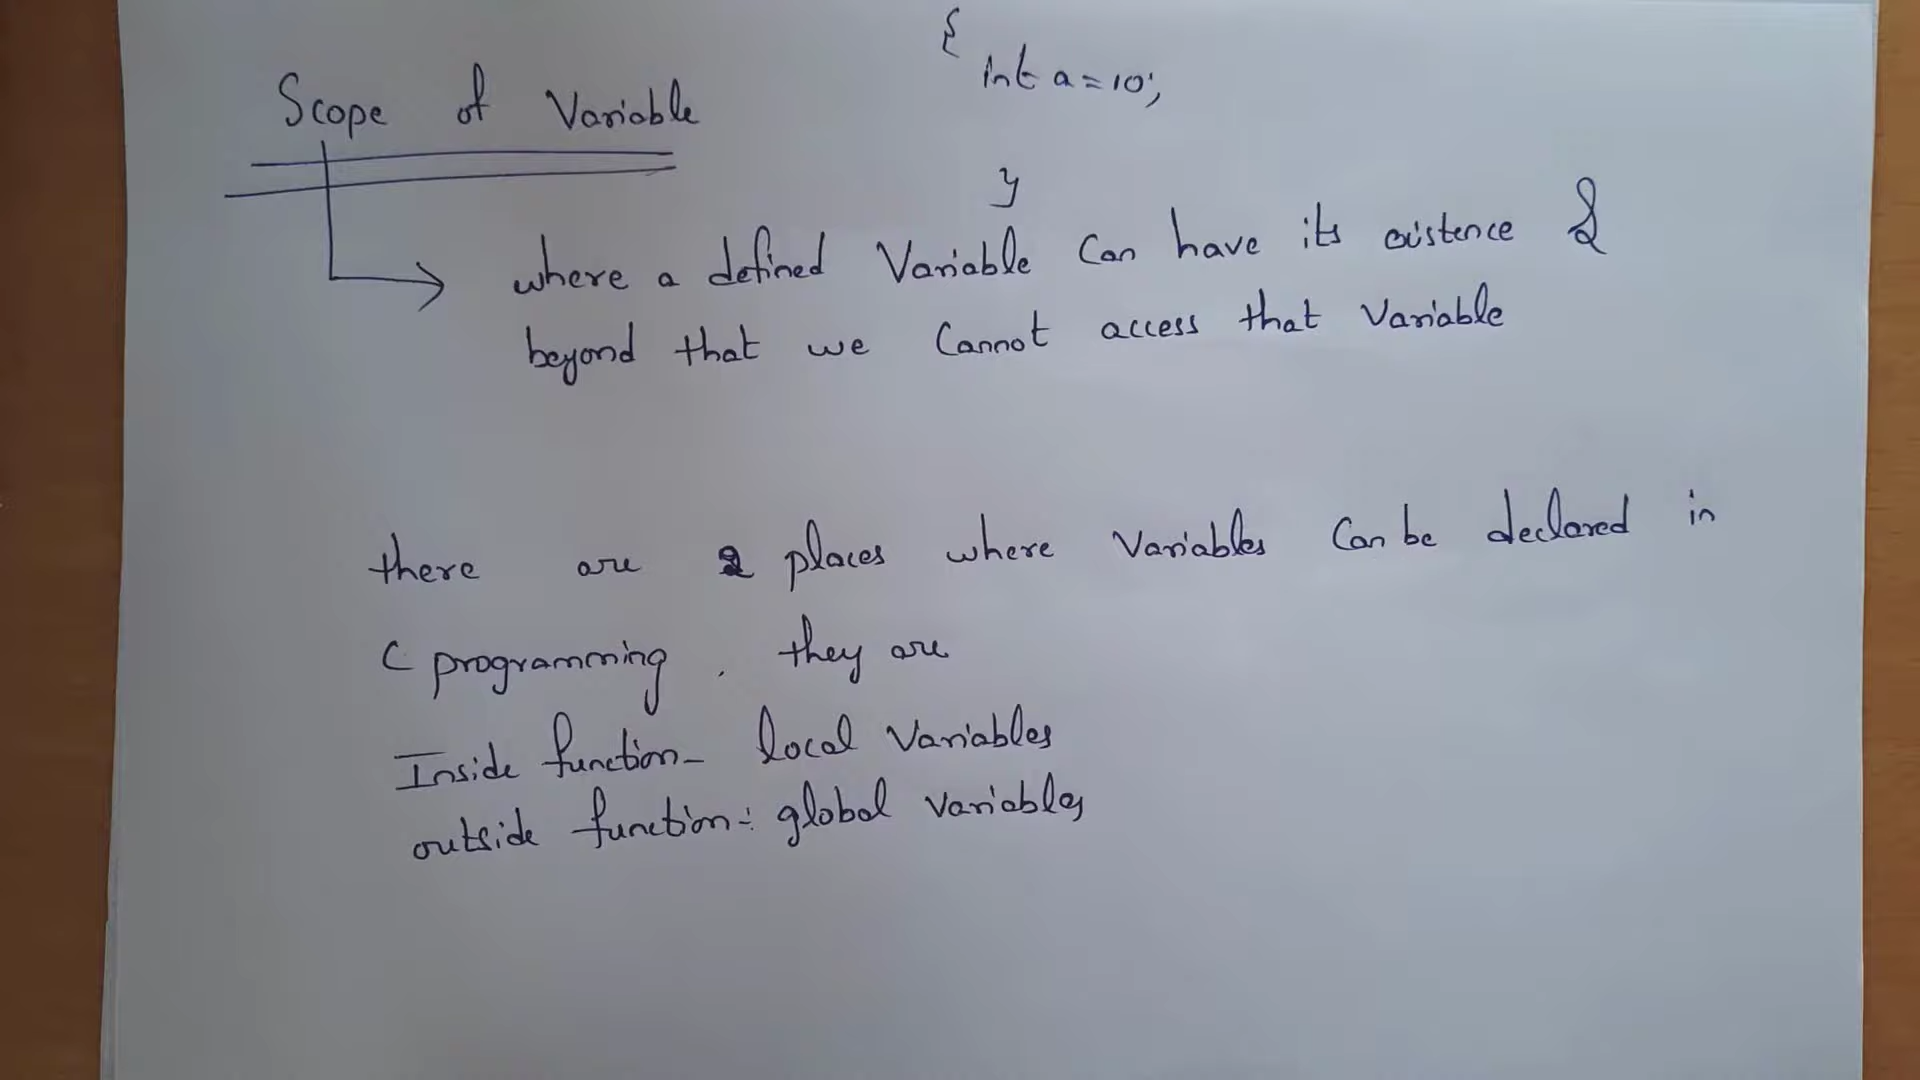 {
int a=10;
}
Scope of Variable
where a defined Variable Can have its existence &
beyond that we Cannot access that Variable
there are 2 places where Variables Can be declared in
C programming. they are
Inside function- local Variables
outside function: global variables